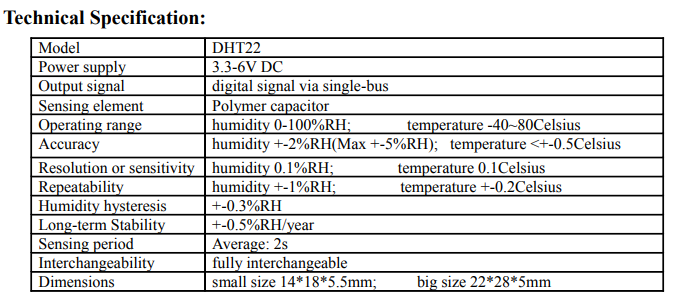 Technical Specification:
Model DHT22
Power supply 3.3-6V DC
Output signal digital signal via single-bus
Sensing element Polymer capacitor
Operating range humidity 0-100%RH; temperature -40~80Celsius
Accuracy humidity +-2%RH(Max +-5%RH); temperature <+-0.5Celsius
Resolution or sensitivity humidity 0.1%RH; temperature 0.1Celsius
Repeatability humidity +-1%RH; temperature +-0.2Celsius
Humidity hysteresis +-0.3%RH
Long-term Stability +-0.5%RH/year
Sensing period Average: 2s
Interchangeability fully interchangeable
Dimensions small size 14*18*5.5mm; big size 22*28*5mm